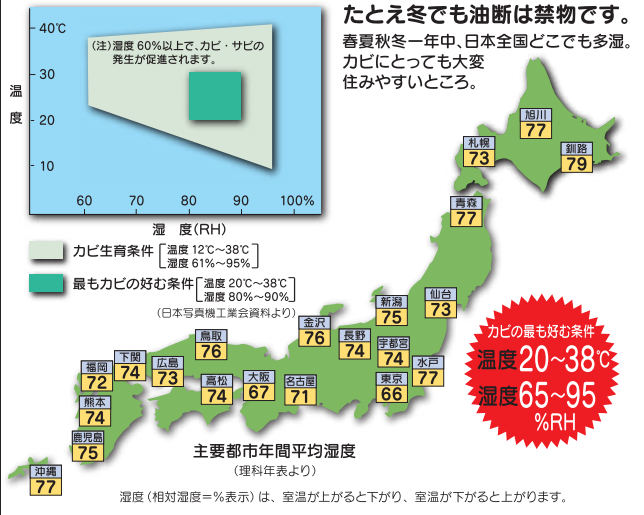 たとえ冬でも油断は禁物です。
春夏秋冬一年中、日本全国どこでも多湿。
カビにとっても大変
住みやすいところ。
40℃
30
20
10
温度
(注)湿度60%以上で、カビ・サビの
発生が促進されます。
60 70 80 90 100%
湿 度(RH)
カビ生育条件 温度12℃〜38℃
湿度61%〜95%
最もカビの好む条件 温度20℃〜38℃
湿度80%〜90%
(日本写真機工業会資料より)
旭川
77
札幌
73
釧路
79
青森
77
仙台
73
新潟
75
金沢
76
長野
74
宇都宮
74
水戸
77
東京
66
鳥取
76
下関
74
広島
73
福岡
72
高松
74
大阪
67
名古屋
71
熊本
74
鹿児島
75
沖縄
77
カビの最も好む条件
温度20〜38℃
湿度65〜95
%RH
主要都市年間平均湿度
(理科年表より)
湿度(相対湿度=%表示)は、室温が上がると下がり、室温が下がると上がります。